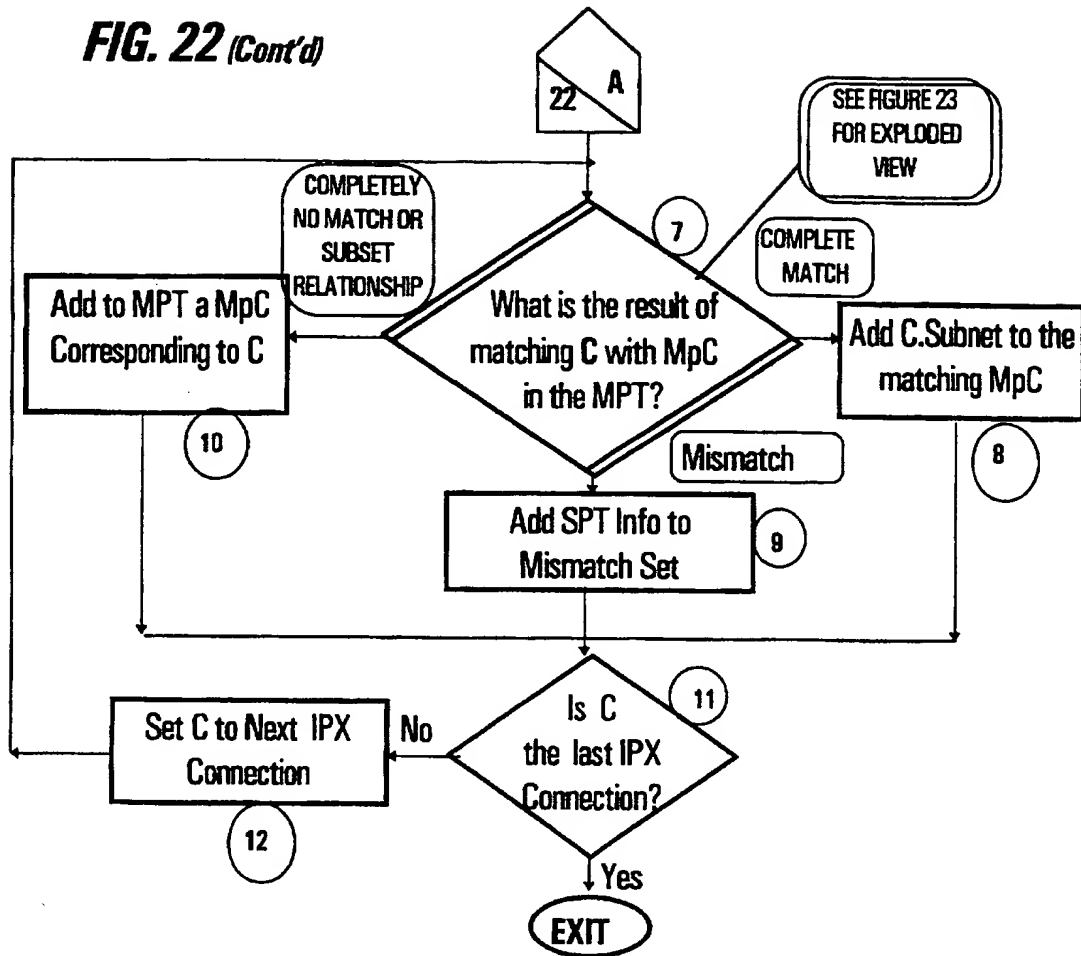 FIG. 22 (Cont'd)
22 A
SEE FIGURE 23
FOR EXPLODED
VIEW
COMPLETELY
NO MATCH OR
SUBSET
RELATIONSHIP
7
COMPLETE
MATCH
What is the result of
matching C with MpC
in the MPT?
Add to MPT a MpC
Corresponding to C
10
Add C.Subnet to the
matching MpC
8
Mismatch
Add SPT Info to
Mismatch Set
9
Is C
the last IPX
Connection?
11
No
Set C to Next IPX
Connection
12
Yes
EXIT